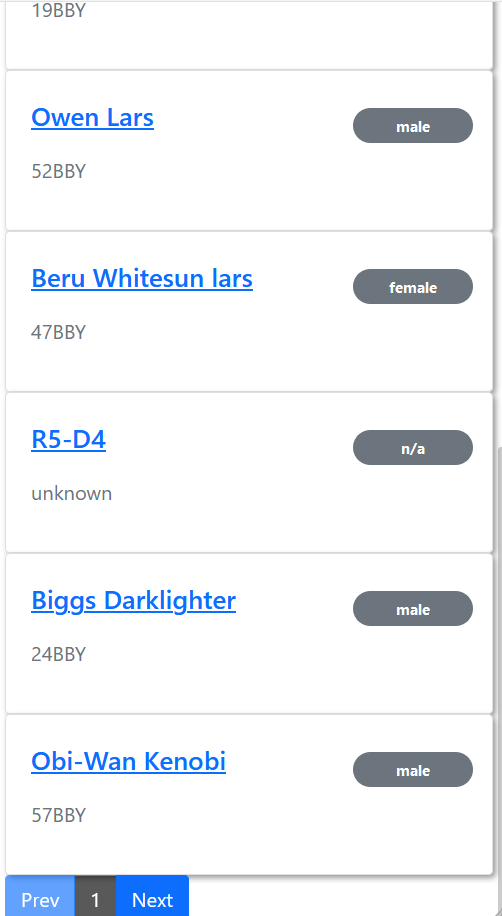 19BBY
Owen Lars
male
52BBY
Beru Whitesun lars
female
47BBY
R5-D4
n/a
unknown
Biggs Darklighter
male
24BBY
Obi-Wan Kenobi
male
57BBY
Prev 1 Next